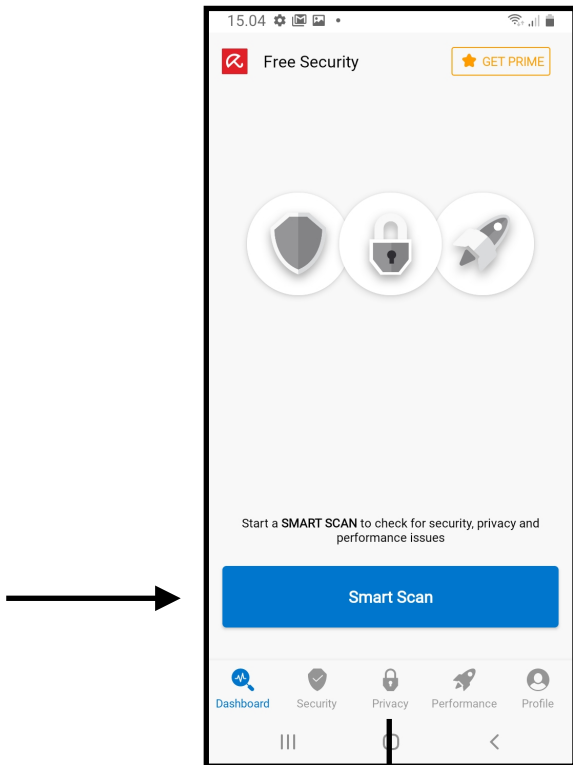 15.04
Free Security
GET PRIME
Start a SMART SCAN to check for security, privacy and
performance issues
Smart Scan
Dashboard Security Privacy Performance Profile